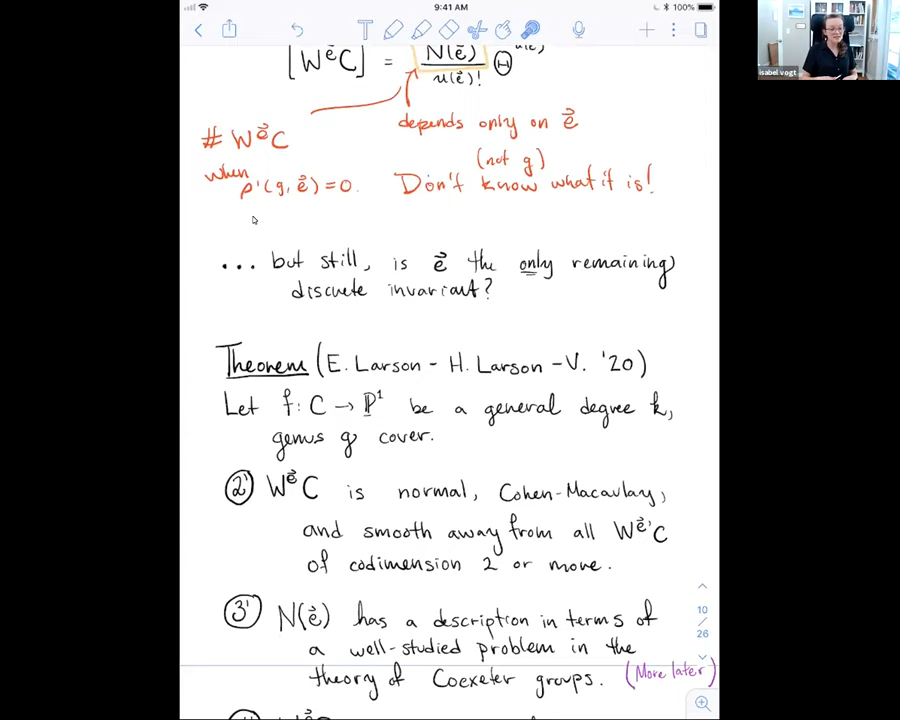 9:41 AM
100%
isabel vogt
[W^e⃗ C] = N(e⃗)/u(e⃗)! Θ^u(e⃗)
depends only on e⃗
# W^e⃗ C
(not g)
when
ρ'(g, e⃗) = 0. Don't know what it is!
... but still, is e⃗ the only remaining
discrete invariant?
Theorem (E. Larson - H. Larson - V. '20)
Let f: C → P¹ be a general degree k,
genus g cover.
②' W^e⃗ C is normal, Cohen-Macaulay,
and smooth away from all W^e⃗' C
of codimension 2 or more.
③' N(e⃗) has a description in terms of
a well-studied problem in the
theory of Coexeter groups. (More later)
10
/
26